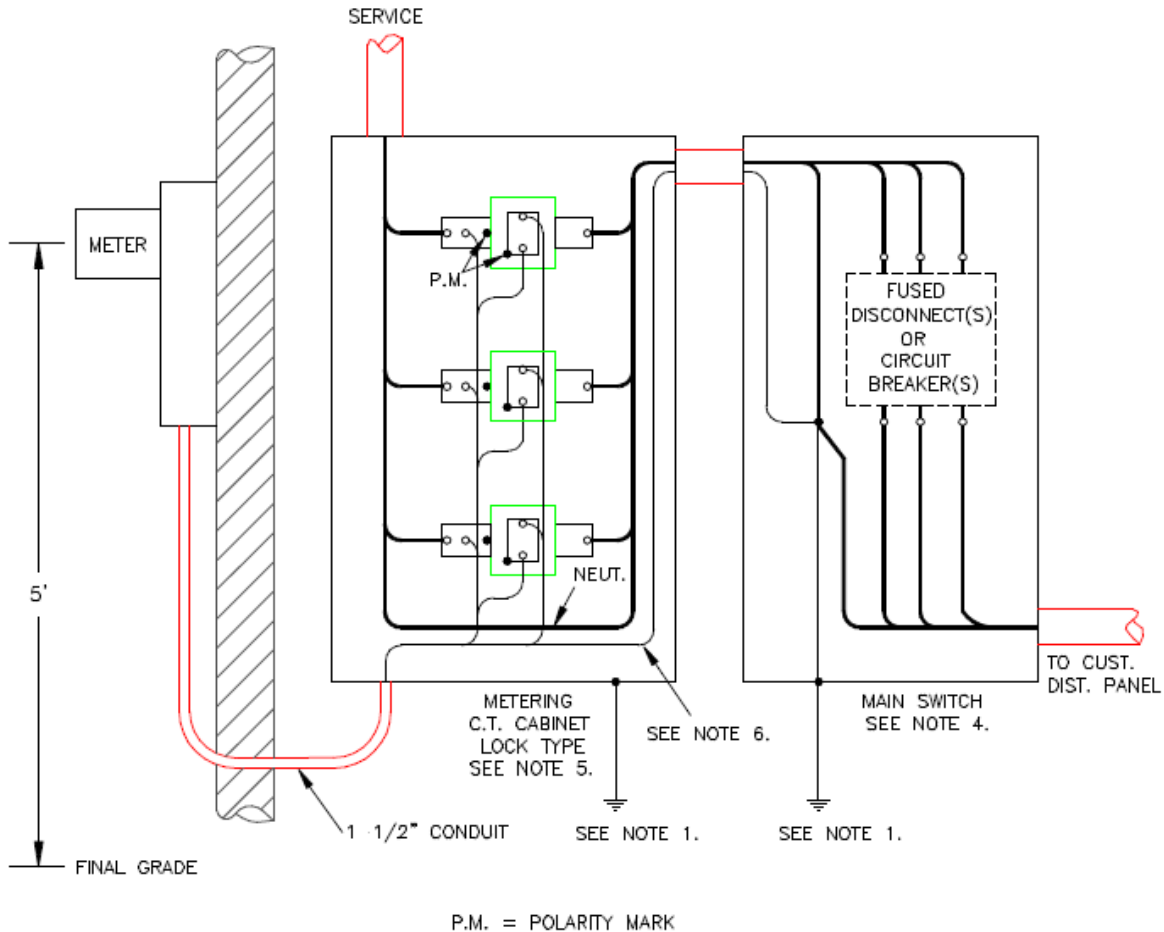 SERVICE
METER
P.M.
FUSED
DISCONNECT(S)
OR
CIRCUIT
BREAKER(S)
5'
NEUT.
TO CUST.
DIST. PANEL
METERING
C.T. CABINET
LOCK TYPE
SEE NOTE 5.
SEE NOTE 6.
MAIN SWITCH
SEE NOTE 4.
1 1/2" CONDUIT
SEE NOTE 1.
SEE NOTE 1.
FINAL GRADE
P.M. = POLARITY MARK